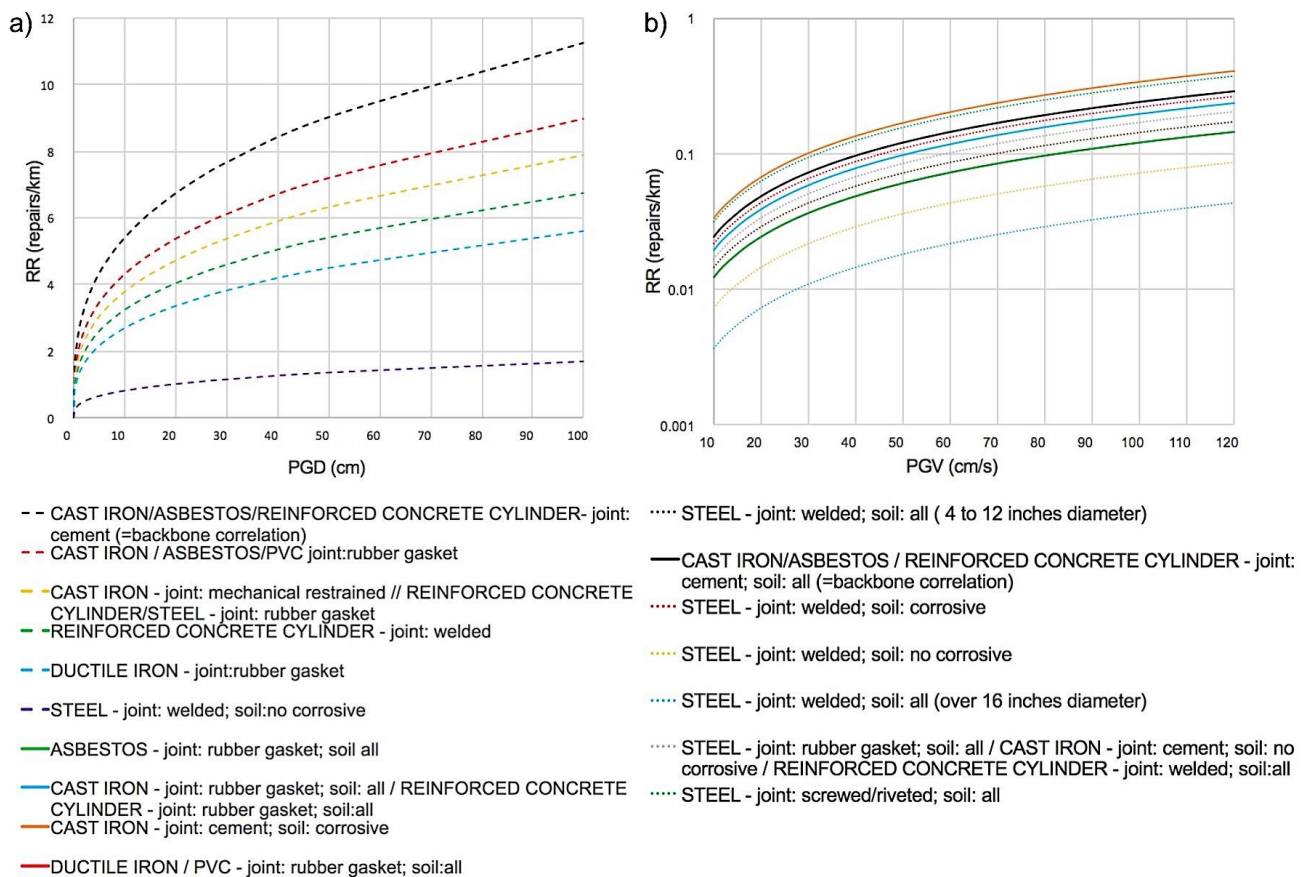 a)
12
10
8
6
4
2
0
RR (repairs/km)
0 10 20 30 40 50 60 70 80 90 100
PGD (cm)
b)
1
0.1
0.01
0.001
RR (repairs/km)
10 20 30 40 50 60 70 80 90 100 110 120
PGV (cm/s)
CAST IRON/ASBESTOS/REINFORCED CONCRETE CYLINDER- joint:
cement (=backbone correlation)
CAST IRON / ASBESTOS/PVC joint:rubber gasket
CAST IRON - joint: mechanical restrained // REINFORCED CONCRETE
CYLINDER/STEEL - joint: rubber gasket
REINFORCED CONCRETE CYLINDER - joint: welded
DUCTILE IRON - joint:rubber gasket
STEEL - joint: welded; soil:no corrosive
ASBESTOS - joint: rubber gasket; soil all
CAST IRON - joint: rubber gasket; soil: all / REINFORCED CONCRETE
CYLINDER - joint: rubber gasket; soil:all
CAST IRON - joint: cement; soil: corrosive
DUCTILE IRON / PVC - joint: rubber gasket; soil:all
STEEL - joint: welded; soil: all ( 4 to 12 inches diameter)
CAST IRON/ASBESTOS / REINFORCED CONCRETE CYLINDER - joint:
cement; soil: all (=backbone correlation)
STEEL - joint: welded; soil: corrosive
STEEL - joint: welded; soil: no corrosive
STEEL - joint: welded; soil: all (over 16 inches diameter)
STEEL - joint: rubber gasket; soil: all / CAST IRON - joint: cement; soil: no
corrosive / REINFORCED CONCRETE CYLINDER - joint: welded; soil:all
STEEL - joint: screwed/riveted; soil: all